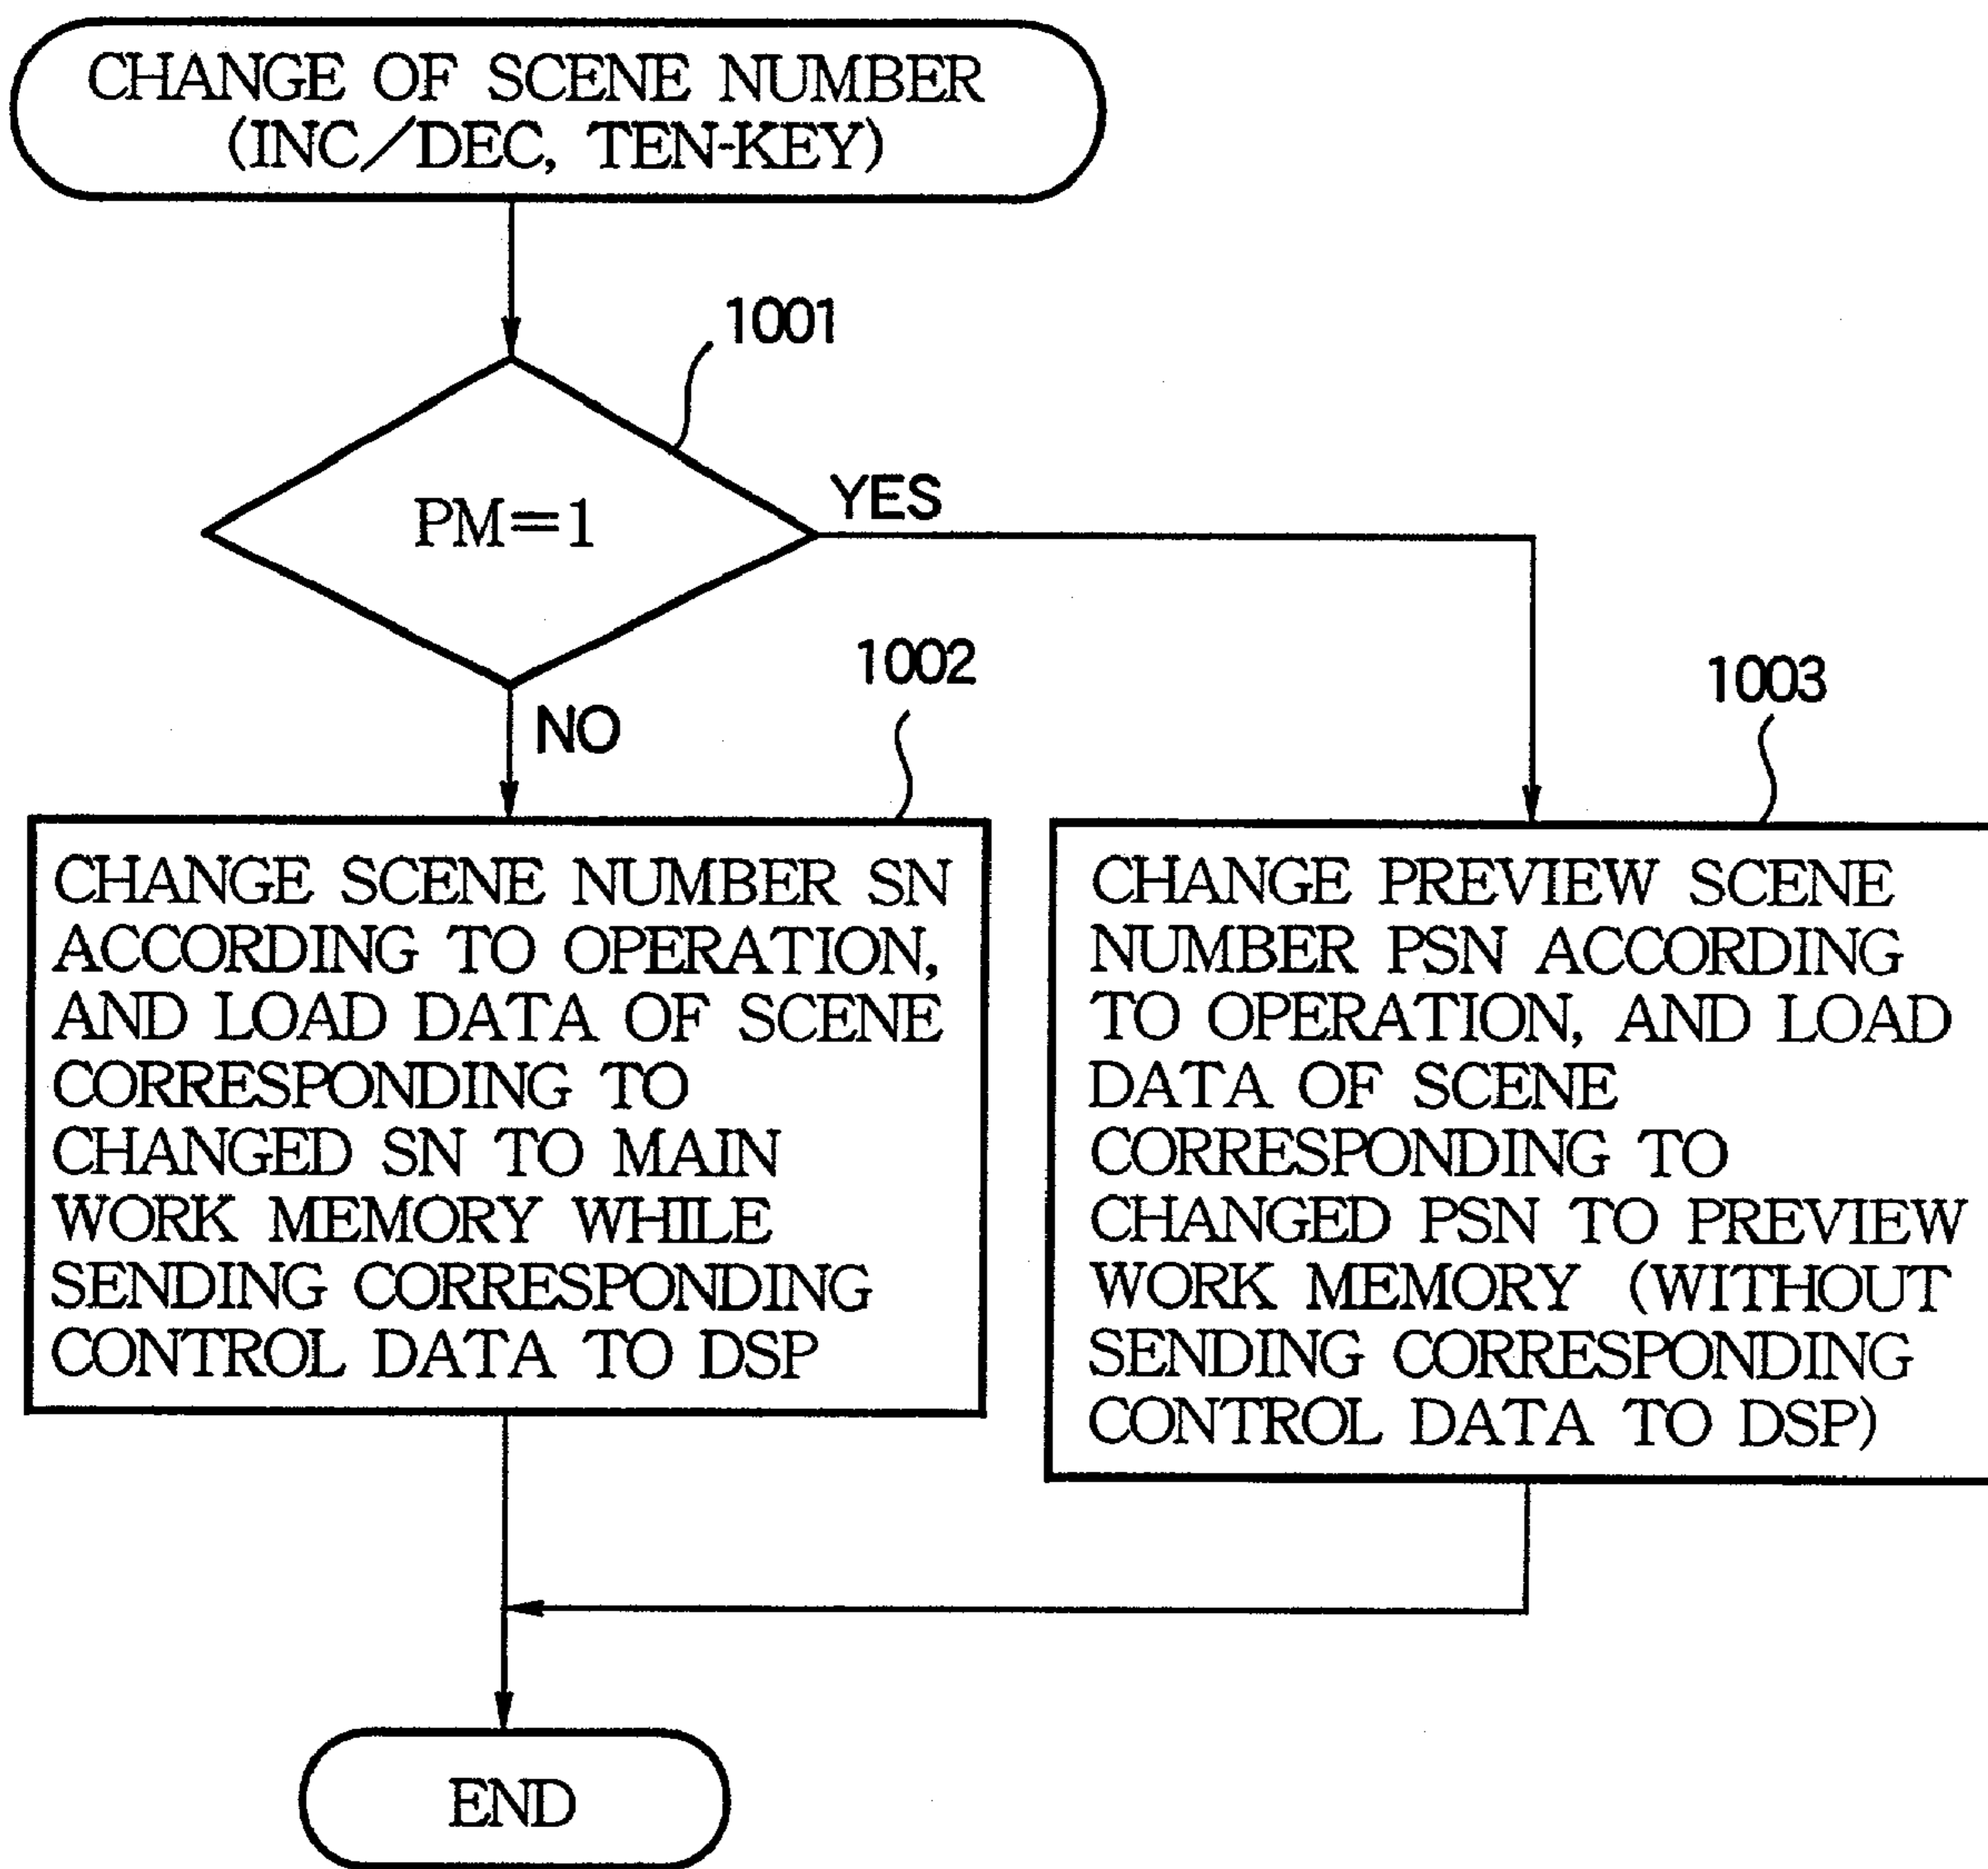 CHANGE OF SCENE NUMBER
(INC/DEC, TEN-KEY)
1001
PM=1
YES
NO
1002
CHANGE SCENE NUMBER SN
ACCORDING TO OPERATION,
AND LOAD DATA OF SCENE
CORRESPONDING TO
CHANGED SN TO MAIN
WORK MEMORY WHILE
SENDING CORRESPONDING
CONTROL DATA TO DSP
1003
CHANGE PREVIEW SCENE
NUMBER PSN ACCORDING
TO OPERATION, AND LOAD
DATA OF SCENE
CORRESPONDING TO
CHANGED PSN TO PREVIEW
WORK MEMORY (WITHOUT
SENDING CORRESPONDING
CONTROL DATA TO DSP)
END